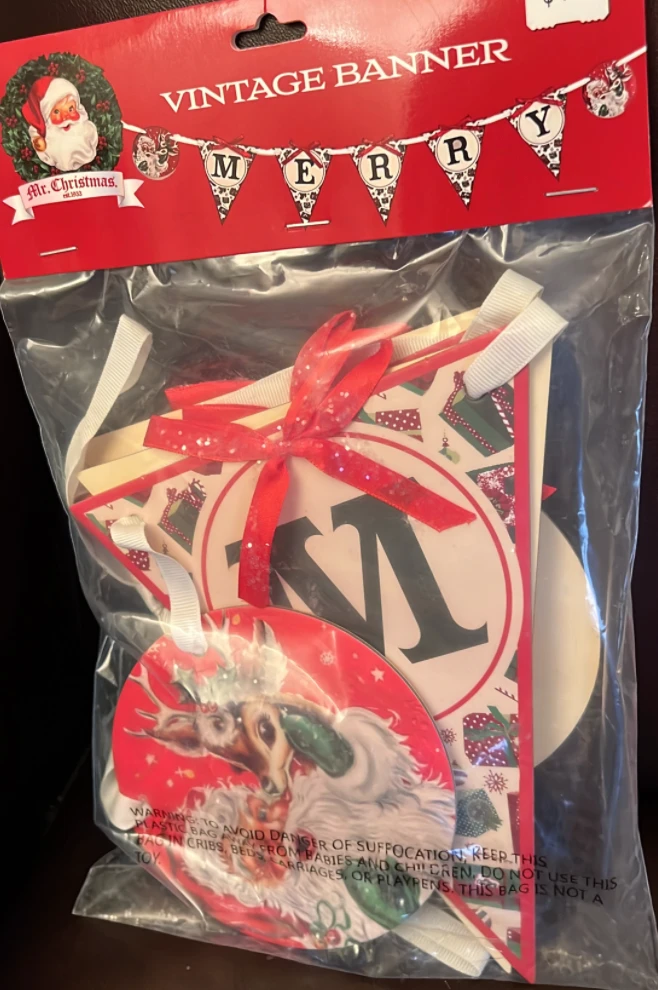 VINTAGE BANNER
M E R R Y
Mr. Christmas.
est. 1933
M
WARNING: TO AVOID DANGER OF SUFFOCATION, KEEP THIS
PLASTIC BAG AWAY FROM BABIES AND CHILDREN. DO NOT USE THIS
BAG IN CRIBS, BEDS, CARRIAGES, OR PLAYPENS. THIS BAG IS NOT A
TOY.